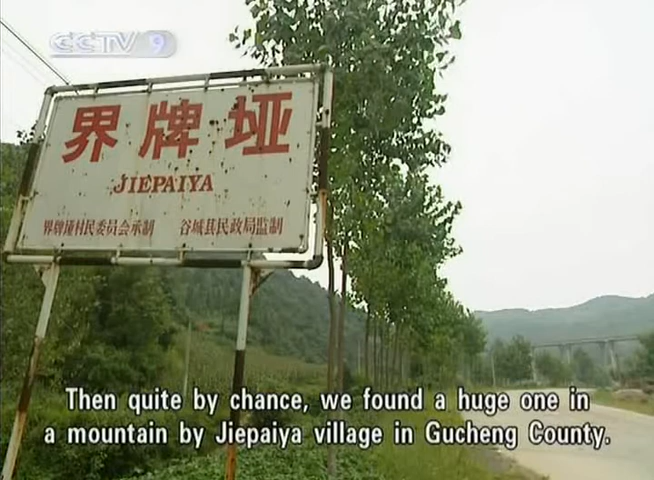 CCTV 9
界牌垭
JIEPAIYA
界牌垭村民委员会承制 谷城县民政局监制
Then quite by chance, we found a huge one in
a mountain by Jiepaiya village in Gucheng County.